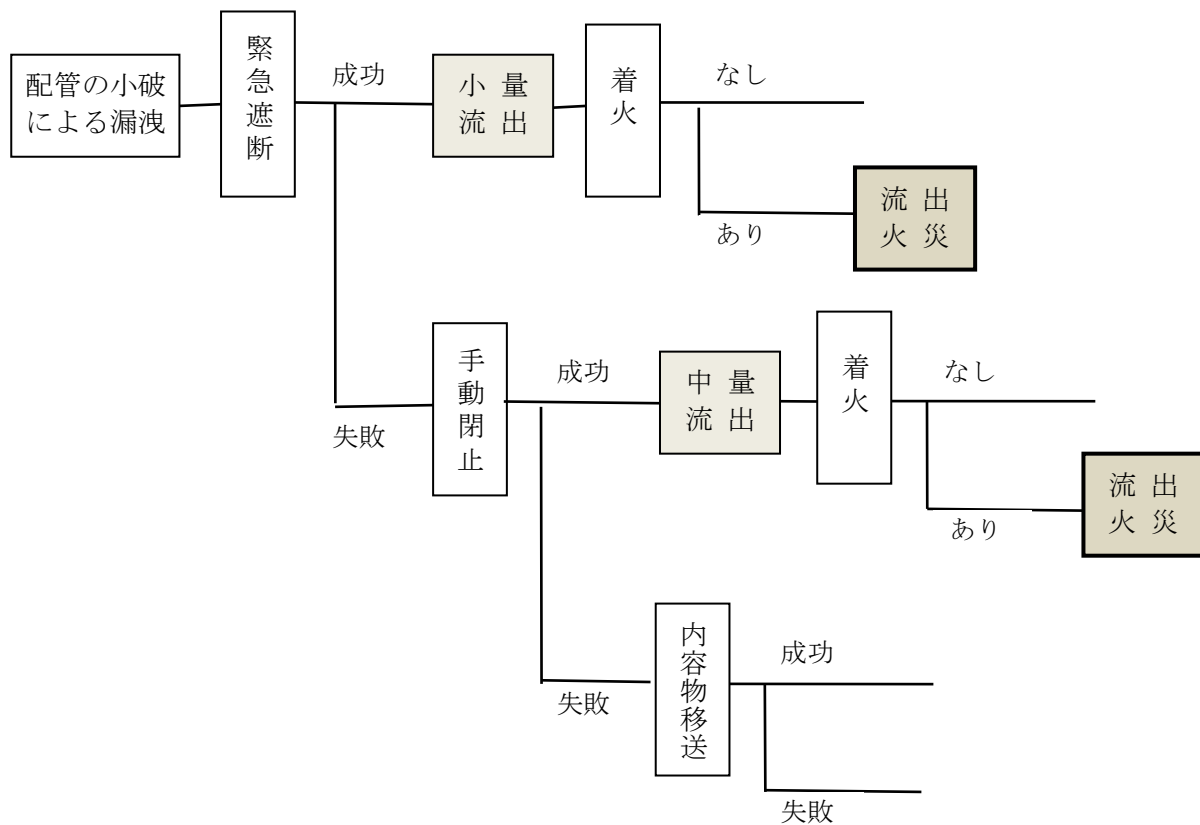 配管の小破
による漏洩
緊急遮断
成功
小量
流出
着火
なし
あり
流出
火災
失敗
手動閉止
成功
中量
流出
着火
なし
あり
流出
火災
失敗
内容物移送
成功
失敗